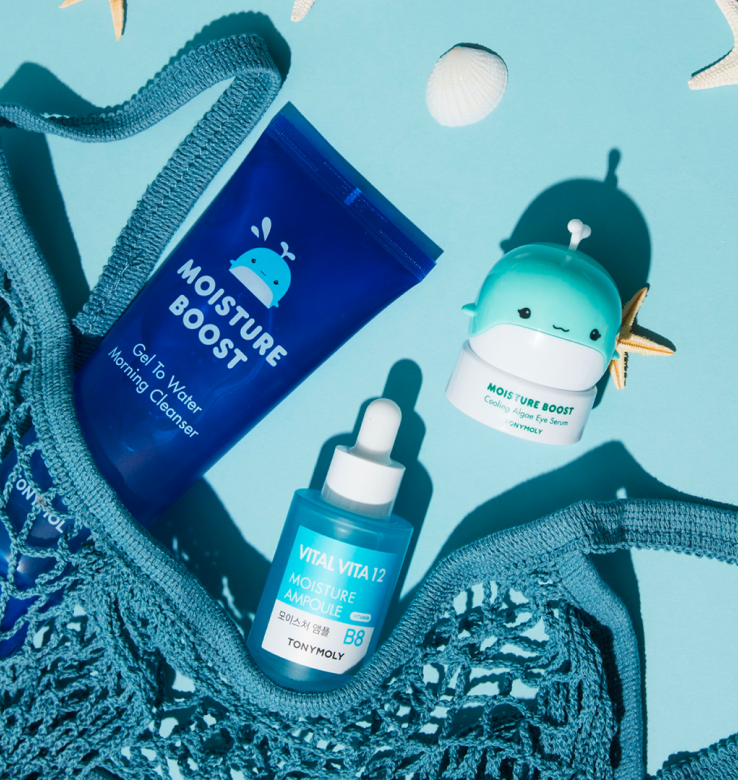 MOISTURE
BOOST
Gel To Water
Morning Cleanser
TONYMOLY
MOISTURE BOOST
Cooling Algae Eye Serum
TONYMOLY
VITAL VITA 12
MOISTURE
AMPOULE
모이스처 앰플
B8
TONYMOLY